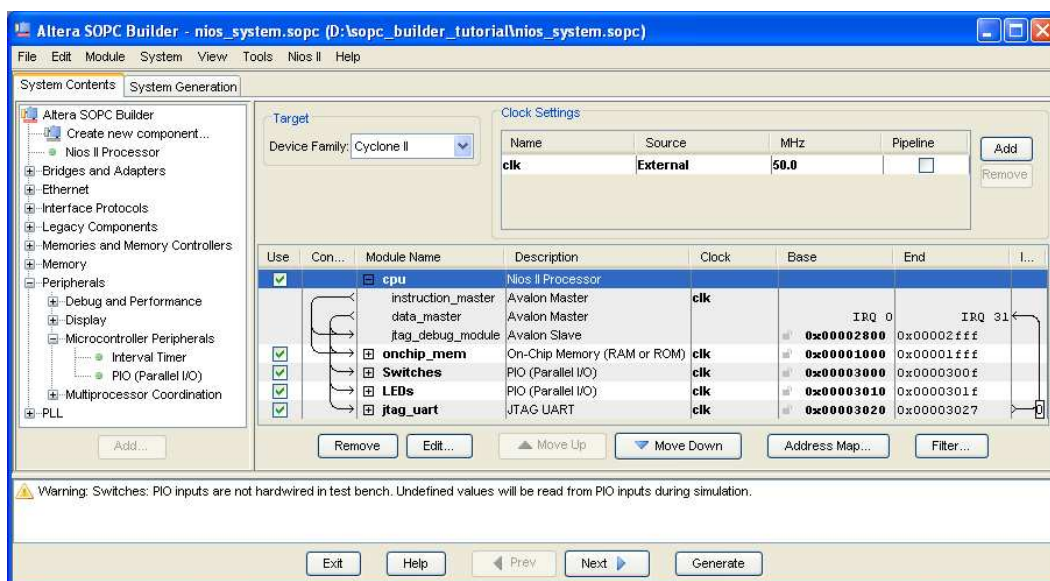 Altera SOPC Builder - nios_system.sopc (D:\sopc_builder_tutorial\nios_system.sopc)
File Edit Module System View Tools Nios II Help
System Contents System Generation
Altera SOPC Builder
Create new component...
Nios II Processor
Bridges and Adapters
Ethernet
Interface Protocols
Legacy Components
Memories and Memory Controllers
Memory
Peripherals
Debug and Performance
Display
Microcontroller Peripherals
Interval Timer
PIO (Parallel I/O)
Multiprocessor Coordination
PLL
Add...
Target
Device Family: Cyclone II
Clock Settings
Name Source MHz Pipeline
clk External 50.0
Add
Remove
Use Con... Module Name Description Clock Base End I...
cpu Nios II Processor
instruction_master Avalon Master clk
data_master Avalon Master IRQ 0 IRQ 31
jtag_debug_module Avalon Slave 0x00002800 0x00002fff
onchip_mem On-Chip Memory (RAM or ROM) clk 0x00001000 0x00001fff
Switches PIO (Parallel I/O) clk 0x00003000 0x0000300f
LEDs PIO (Parallel I/O) clk 0x00003010 0x0000301f
jtag_uart JTAG UART clk 0x00003020 0x00003027 0
Remove Edit... Move Up Move Down Address Map... Filter...
Warning: Switches: PIO inputs are not hardwired in test bench. Undefined values will be read from PIO inputs during simulation.
Exit Help Prev Next Generate